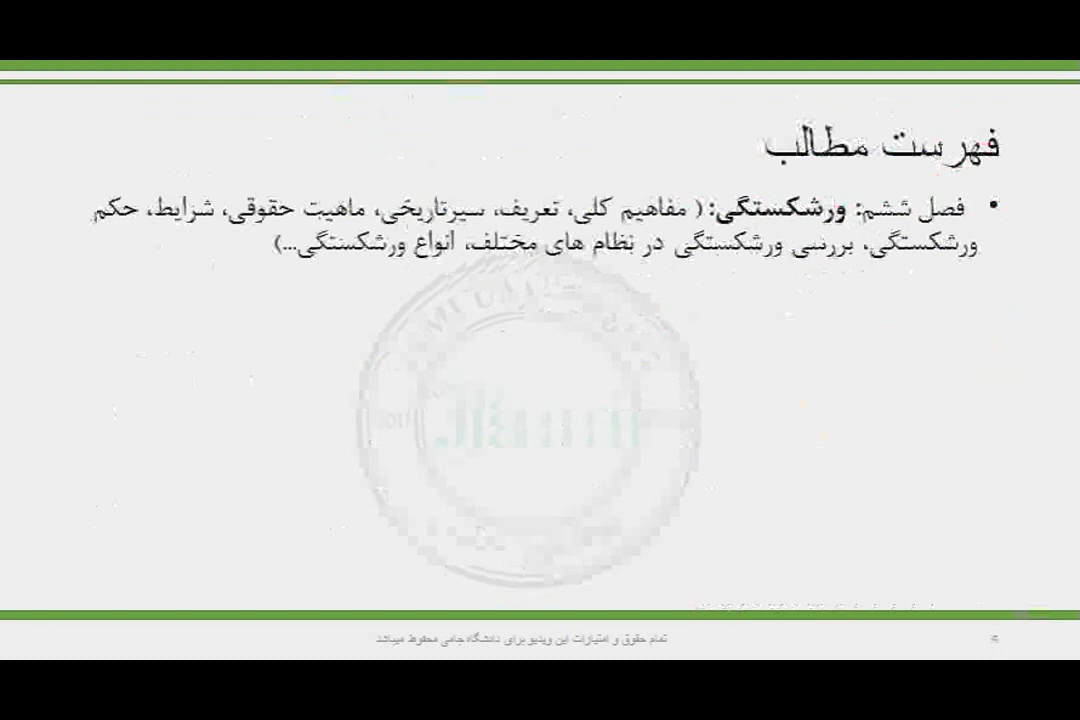 فهرست مطالب
• فصل ششم: ورشکستگی: ( مفاهیم کلی، تعریف، سیرتاریخی، ماهیت حقوقی، شرایط، حکم
ورشکستگی، بررسی ورشکستگی در نظام های مختلف، انواع ورشکستگی...)
تمام حقوق و امتیازات این ویدیو برای دانشگاه جامی محفوظ میباشد